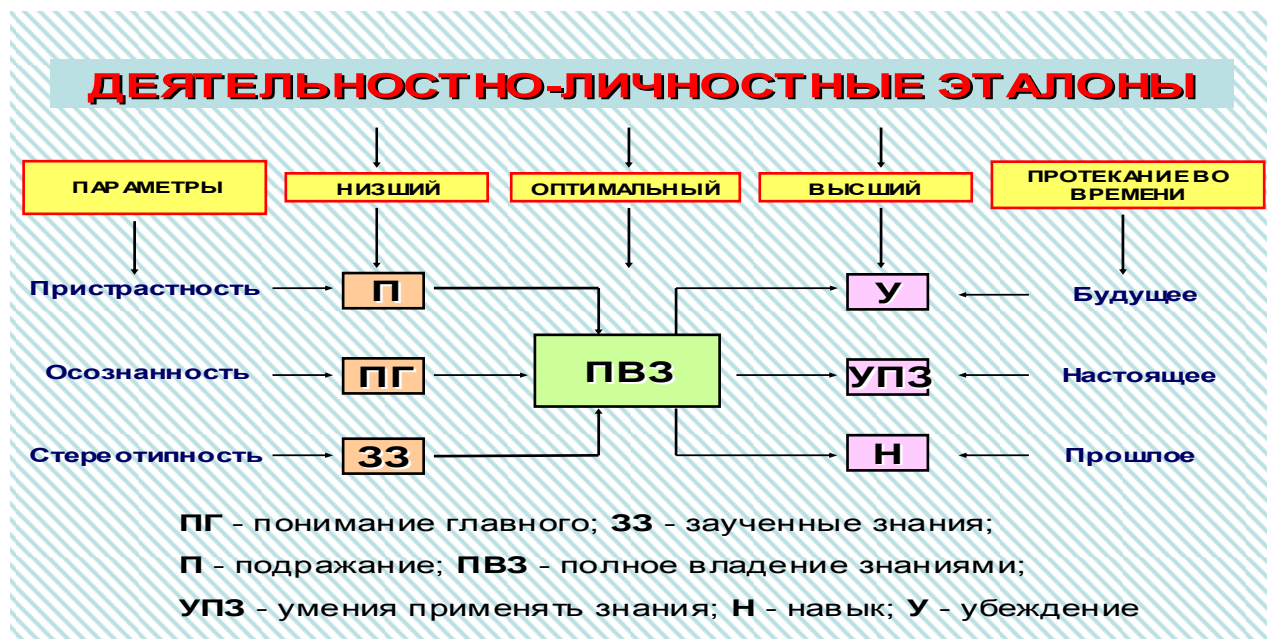 ДЕЯТЕЛЬНОСТНО-ЛИЧНОСТНЫЕ ЭТАЛОНЫ
ПАРАМЕТРЫ
НИЗШИЙ
ОПТИМАЛЬНЫЙ
ВЫСШИЙ
ПРОТЕКАНИЕ ВО
ВРЕМЕНИ
Пристрастность
П
У
Будущее
Осознанность
ПГ
ПВЗ
УПЗ
Настоящее
Стереотипность
ЗЗ
Н
Прошлое
ПГ - понимание главного; ЗЗ - заученные знания;
П - подражание; ПВЗ - полное владение знаниями;
УПЗ - умения применять знания; Н - навык; У - убеждение